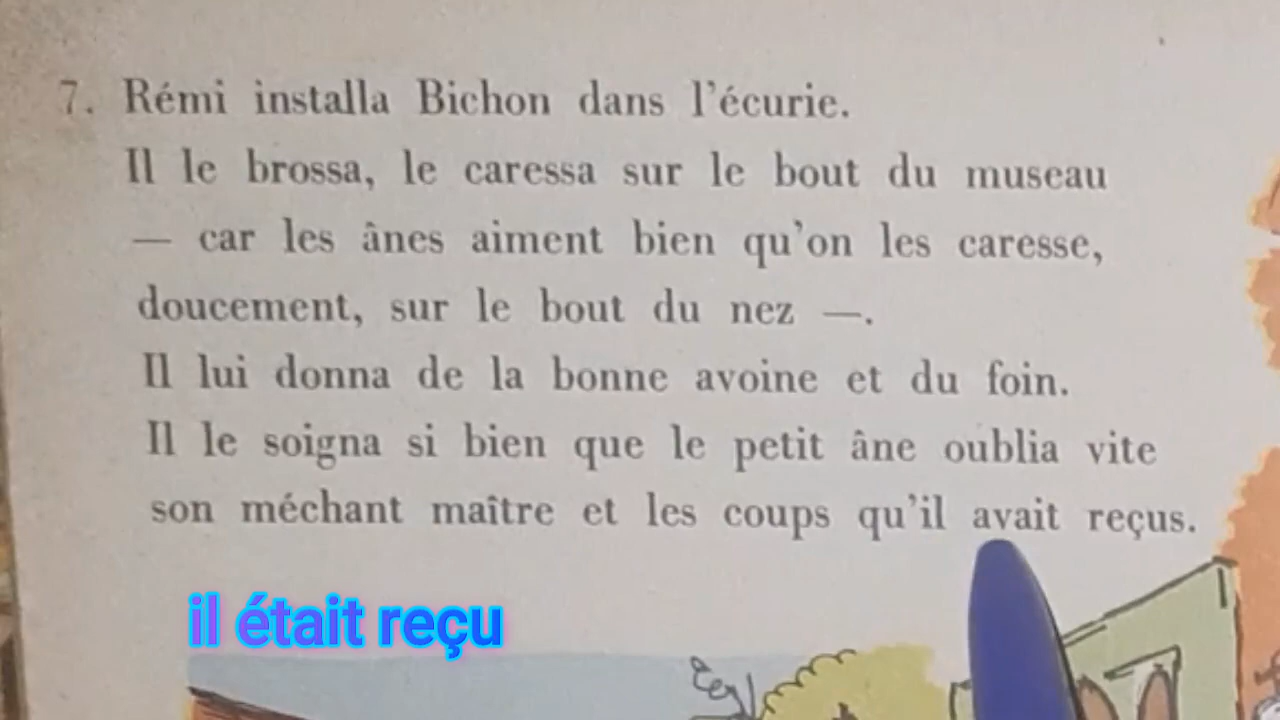 7. Rémi installa Bichon dans l'écurie.
Il le brossa, le caressa sur le bout du museau
— car les ânes aiment bien qu'on les caresse,
doucement, sur le bout du nez —.
Il lui donna de la bonne avoine et du foin.
Il le soigna si bien que le petit âne oublia vite
son méchant maître et les coups qu'il avait reçus.
il était reçu